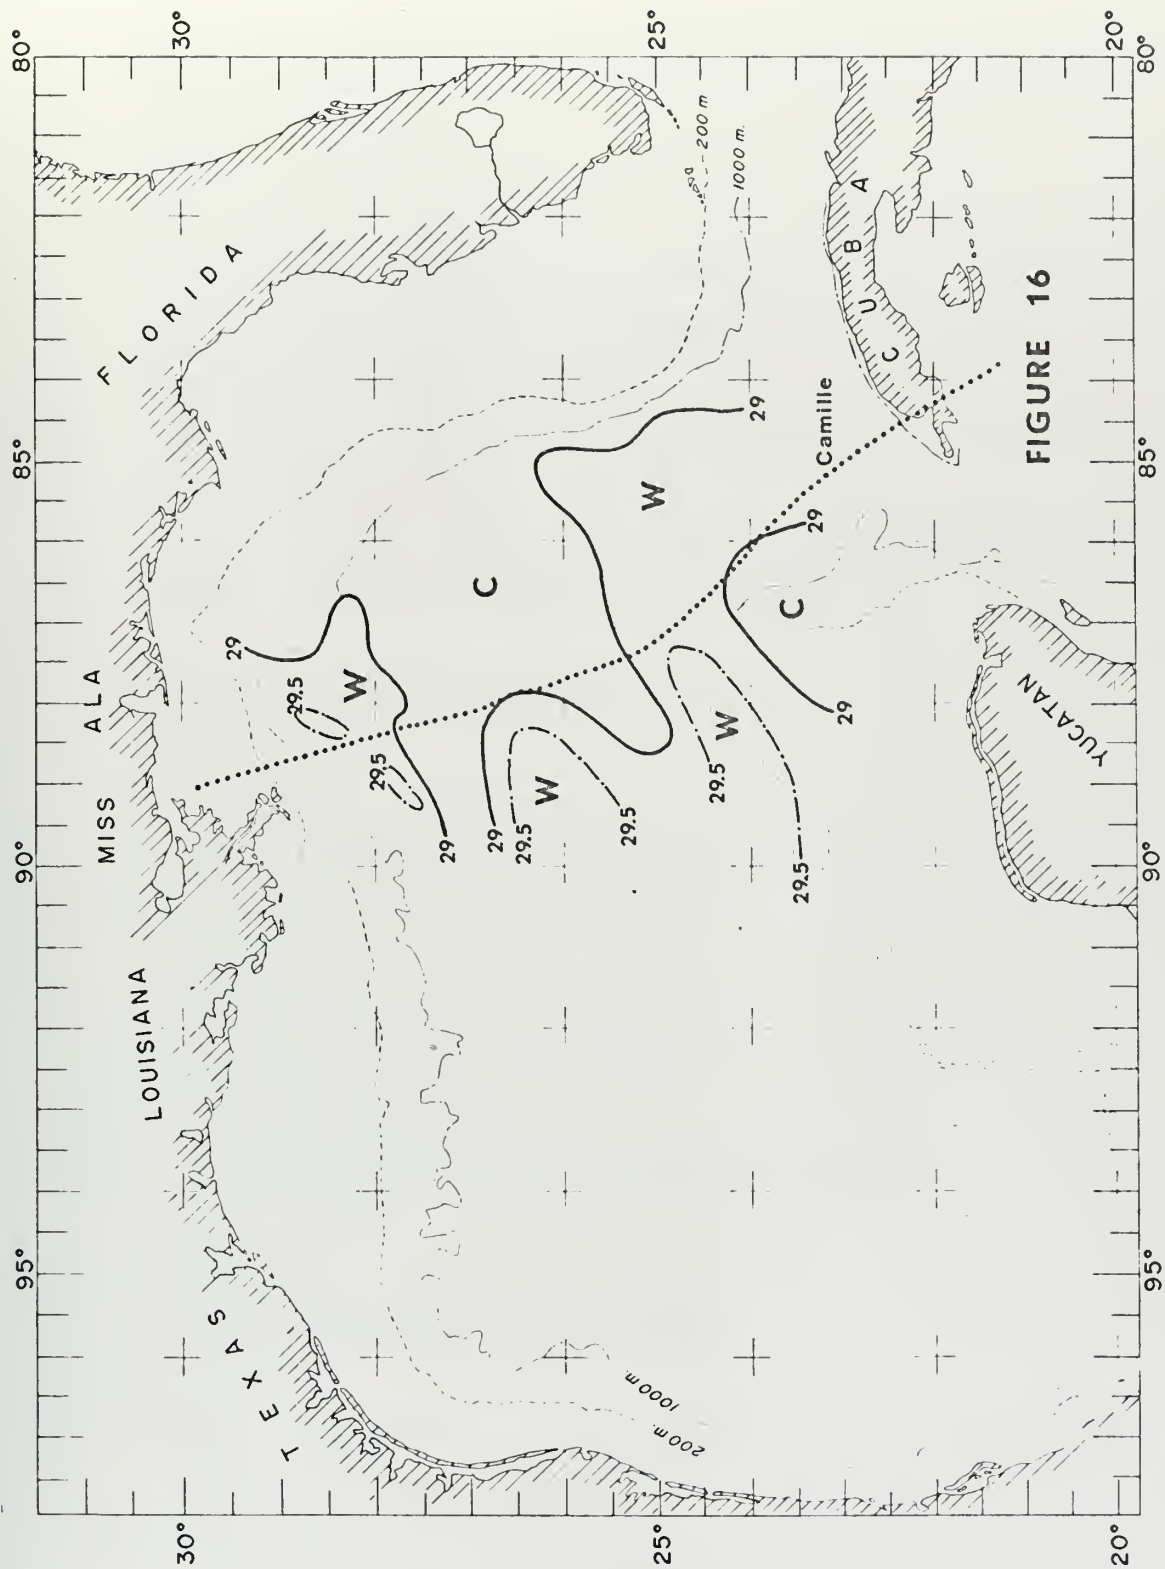 95°
90°
85°
80°
30°
30°
TEXAS
LOUISIANA
MISS
ALA
FLORIDA
29
29.5
W
29.5
29
C
29
29.5
W
29.5
29.5
W
W
29
25°
25°
200 m
1000 m.
200 m.
1000 m.
29.5
29
C
29
Camille
CUBA
YUCATAN
20°
20°
95°
90°
85°
80°
FIGURE 16